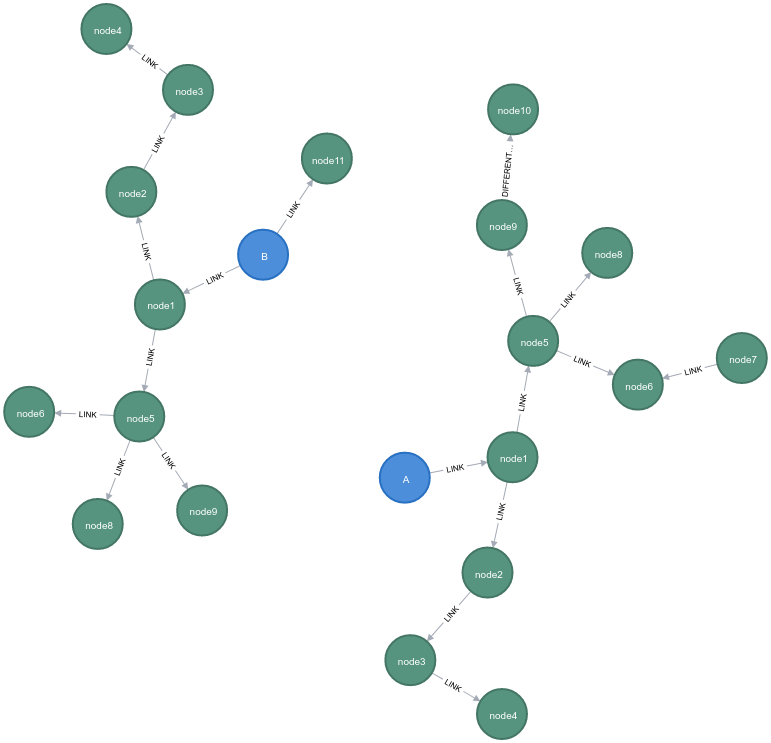 node4
LINK
node3
LINK
node2
node11
LINK
B
LINK
LINK
node1
LINK
node6
LINK
node5
LINK
LINK
node8
node9
node10
DIFFERENT...
node9
node8
LINK
LINK
node5
LINK
node6
LINK
node7
LINK
A
LINK
node1
LINK
node2
LINK
node3
LINK
node4